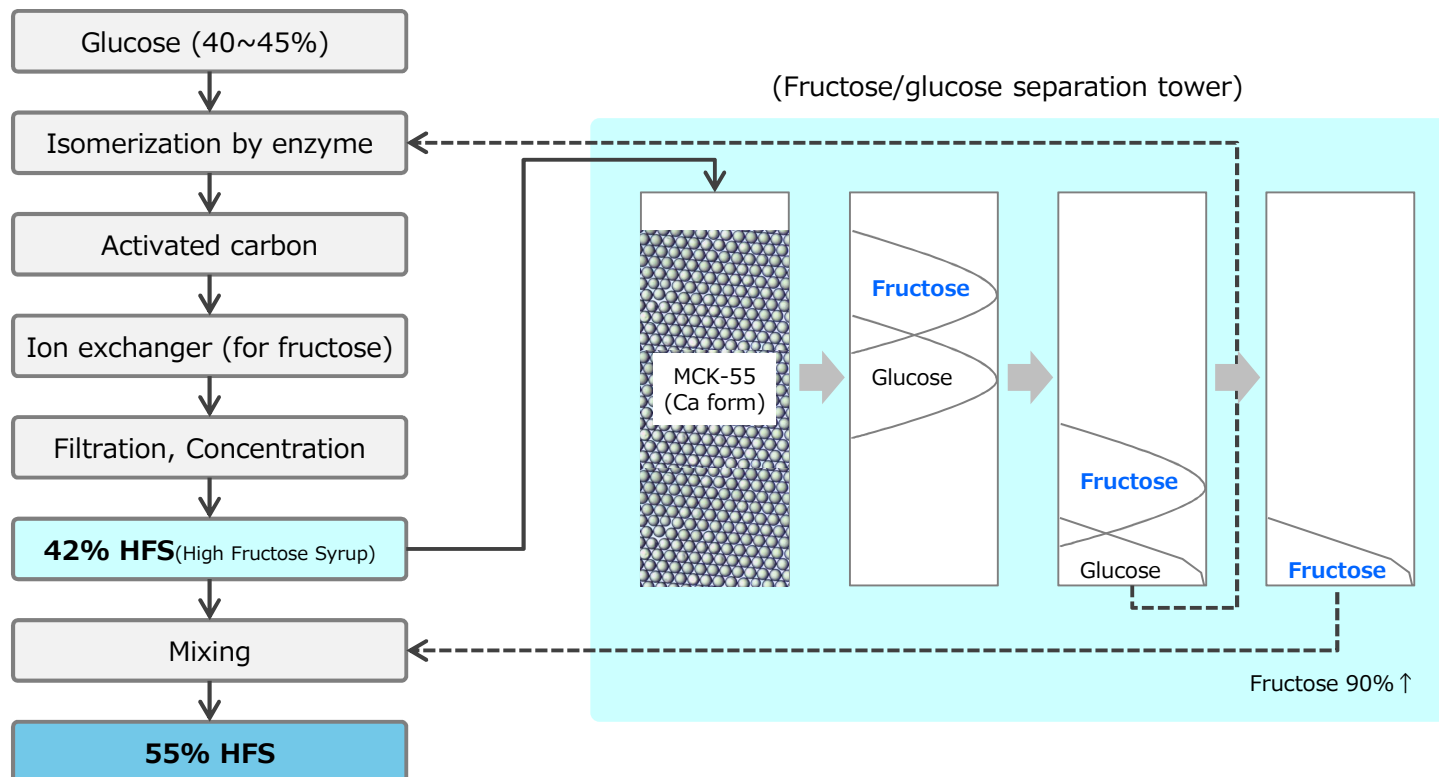 Glucose (40~45%)
Isomerization by enzyme
Activated carbon
Ion exchanger (for fructose)
Filtration, Concentration
42% HFS(High Fructose Syrup)
Mixing
55% HFS
(Fructose/glucose separation tower)
MCK-55
(Ca form)
Fructose
Glucose
Fructose
Glucose
Fructose
Fructose 90%↑